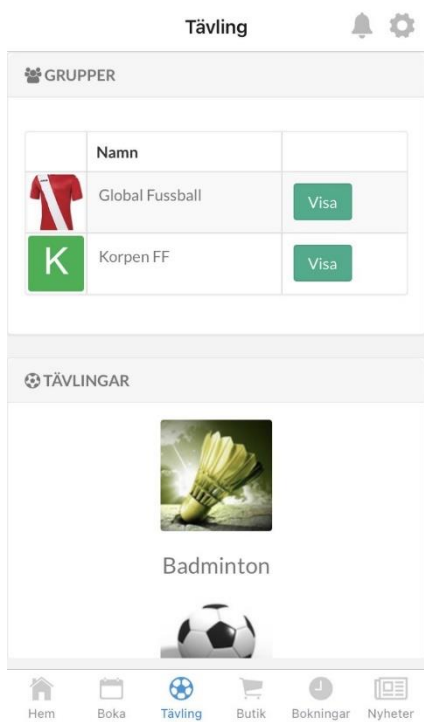 Tävling
GRUPPER
Namn
Global Fussball
Visa
K
Korpen FF
Visa
TÄVLINGAR
Badminton
Hem
Boka
Tävling
Butik
Bokningar
Nyheter